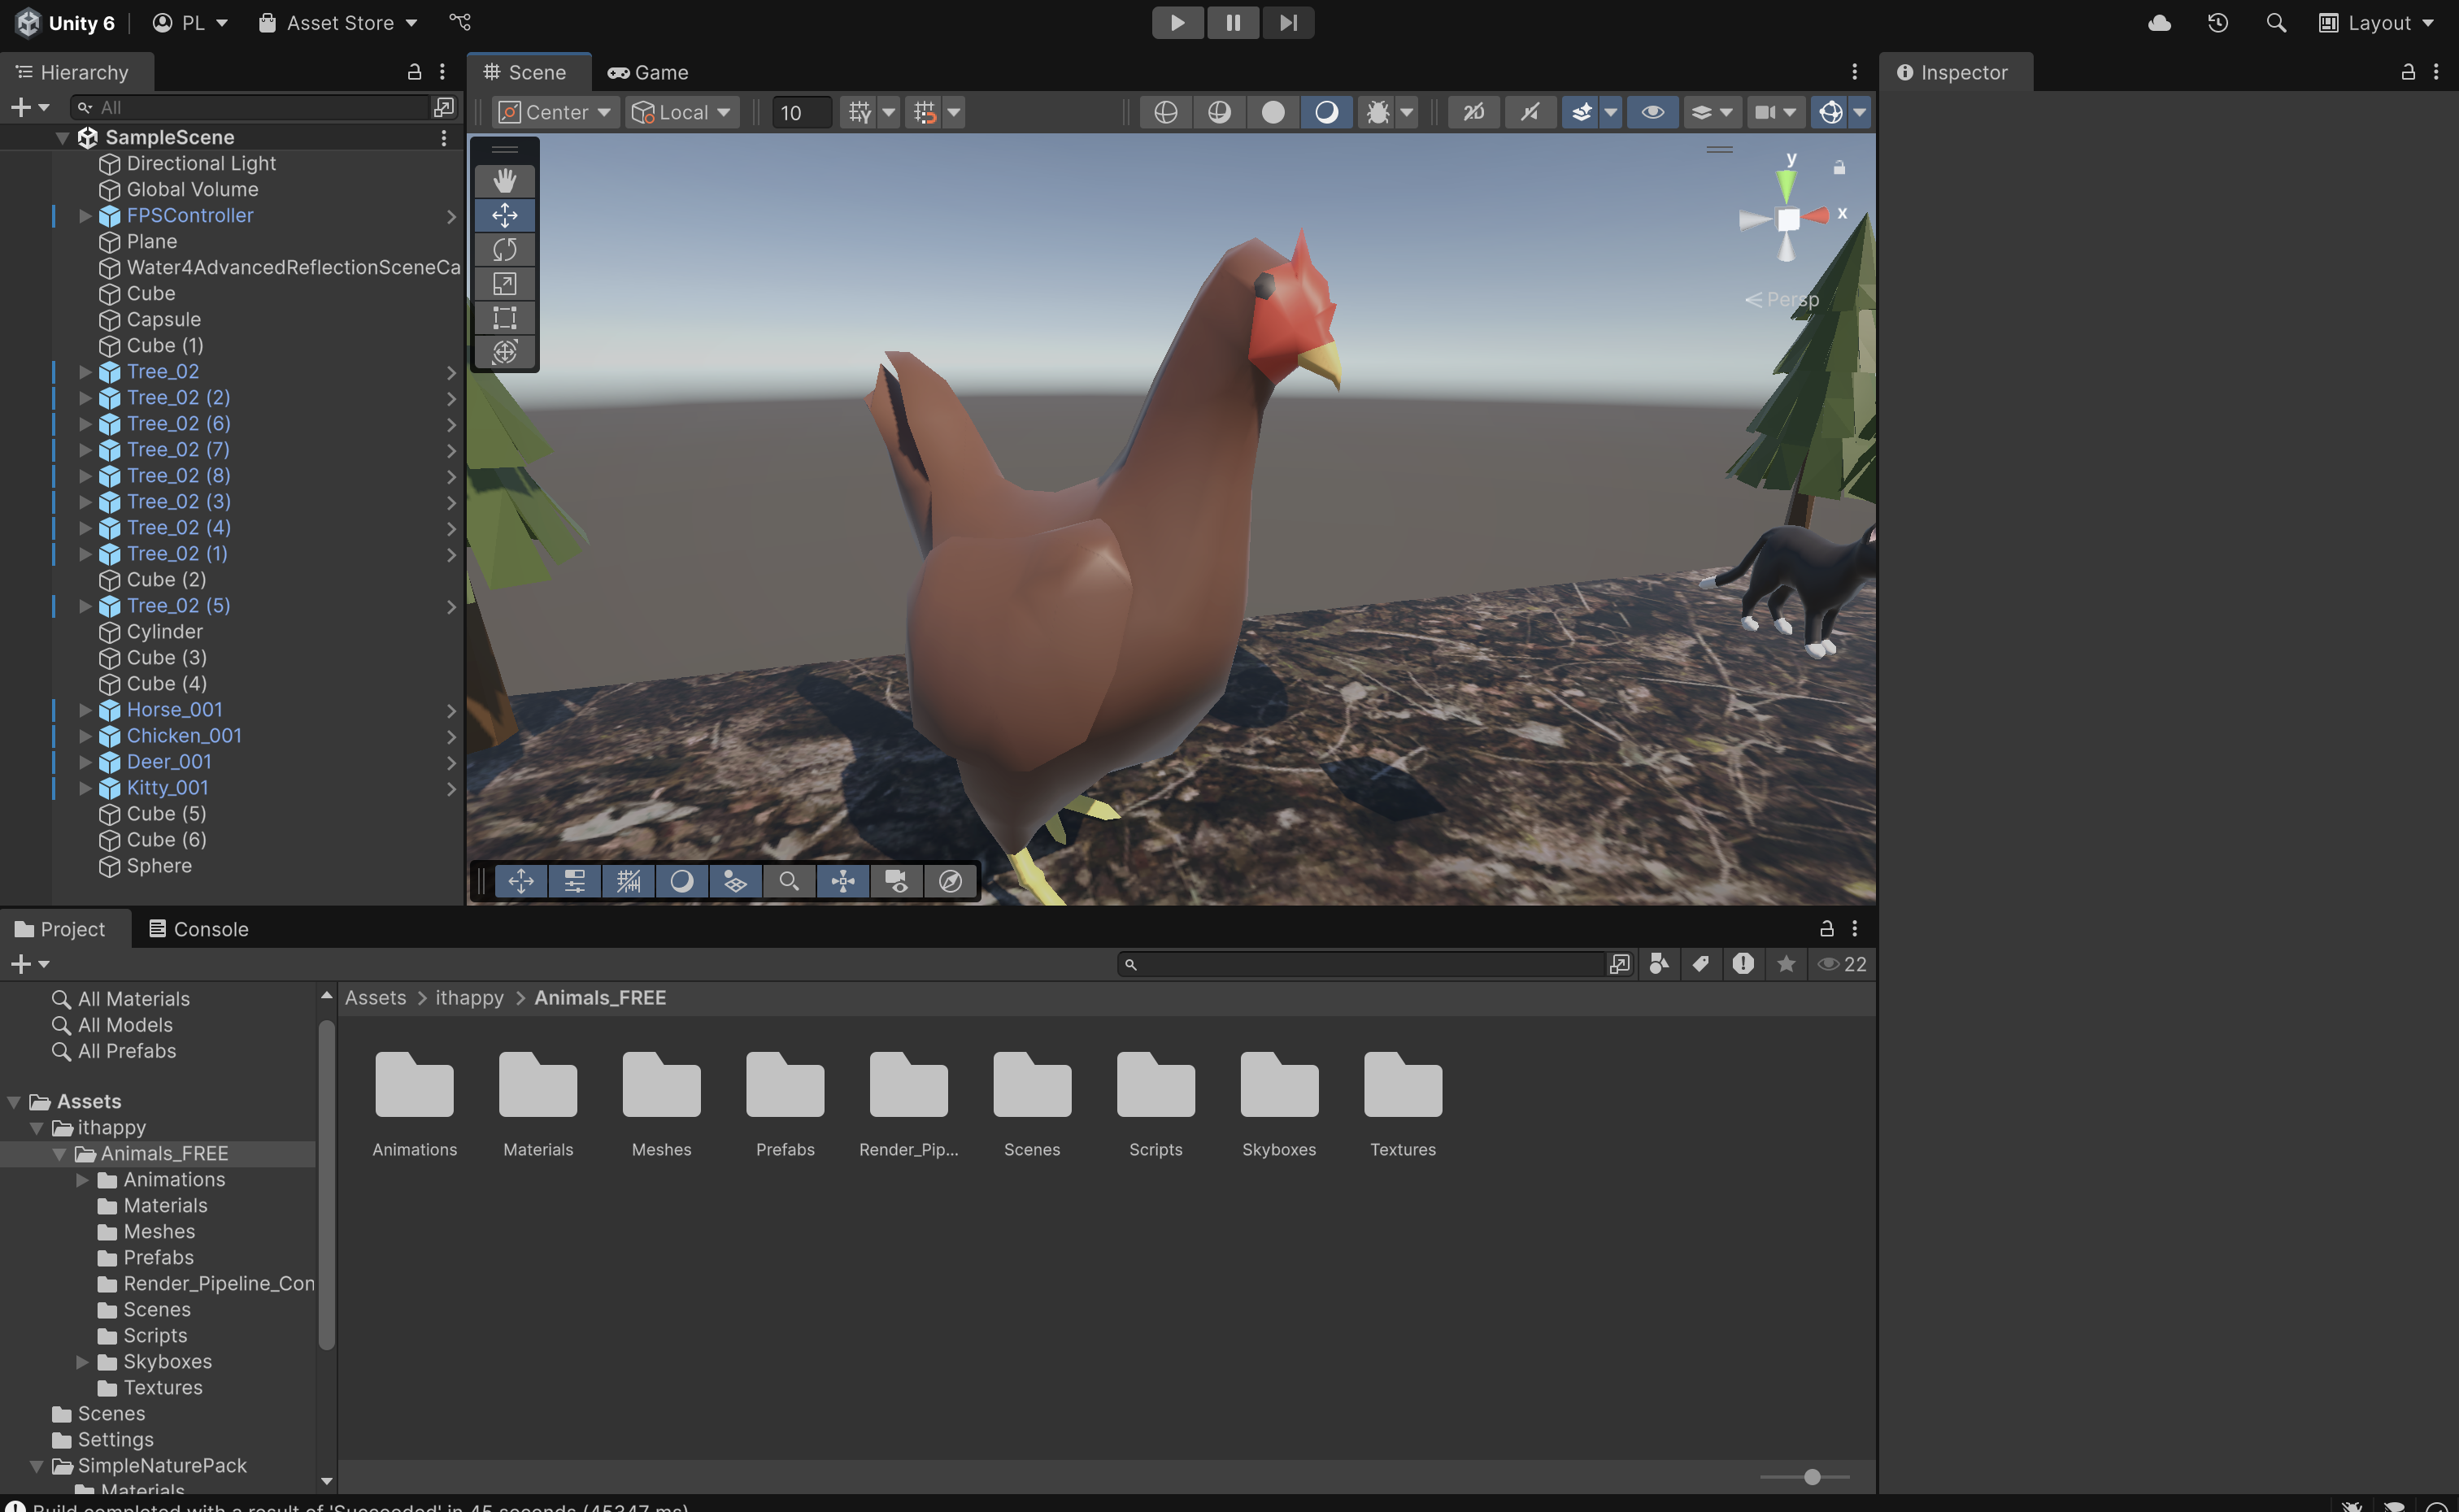 Unity 6
PL
Asset Store
Layout
Hierarchy
All
SampleScene
Directional Light
Global Volume
FPSController
Plane
Water4AdvancedReflectionSceneCa
Cube
Capsule
Cube (1)
Tree_02
Tree_02 (2)
Tree_02 (6)
Tree_02 (7)
Tree_02 (8)
Tree_02 (3)
Tree_02 (4)
Tree_02 (1)
Cube (2)
Tree_02 (5)
Cylinder
Cube (3)
Cube (4)
Horse_001
Chicken_001
Deer_001
Kitty_001
Cube (5)
Cube (6)
Sphere
Scene
Game
Center
Local
10
2D
y
x
Persp
Inspector
Project
Console
22
All Materials
All Models
All Prefabs
Assets
ithappy
Animals_FREE
Animations
Materials
Meshes
Prefabs
Render_Pipeline_Con
Scenes
Scripts
Skyboxes
Textures
Scenes
Settings
SimpleNaturePack
Materials
Assets > ithappy > Animals_FREE
Animations
Materials
Meshes
Prefabs
Render_Pip...
Scenes
Scripts
Skyboxes
Textures
Build completed with a result of 'Succeeded' in 45 seconds (45347 ms)